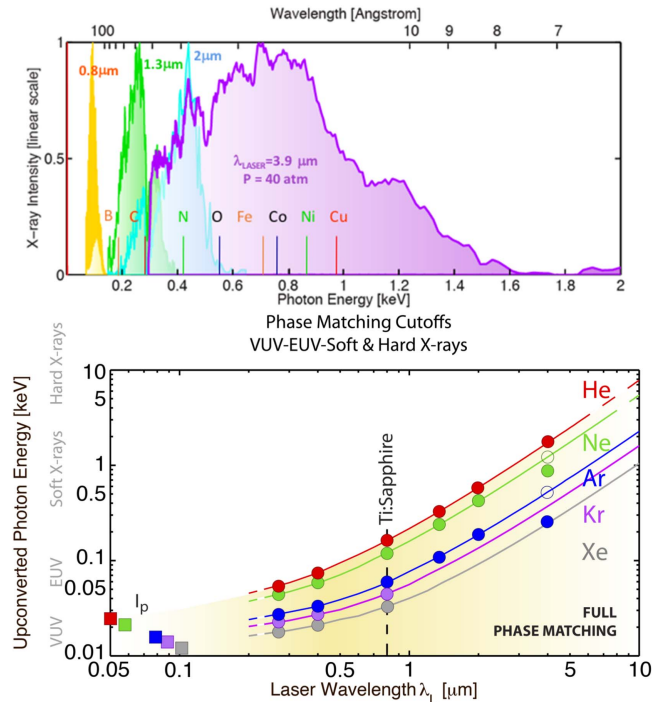 Wavelength [Angstrom]
100 10 9 8 7
X-ray Intensity [linear scale]
1
0.5
0
0.8μm
1.3μm
2μm
λLASER=3.9 μm
P = 40 atm
B C N O Fe Co Ni Cu
0.2 0.4 0.6 0.8 1 1.2 1.4 1.6 1.8 2
Photon Energy [keV]
Phase Matching Cutoffs
VUV-EUV-Soft & Hard X-rays
Upconverted Photon Energy [keV]
VUV EUV Soft X-rays Hard X-rays
10
5
1
0.5
0.1
0.05
0.01
He
Ne
Ar
Kr
Xe
Ti:Sapphire
Ip
FULL
PHASE MATCHING
0.05 0.1 0.5 1 5 10
Laser Wavelength λL [μm]